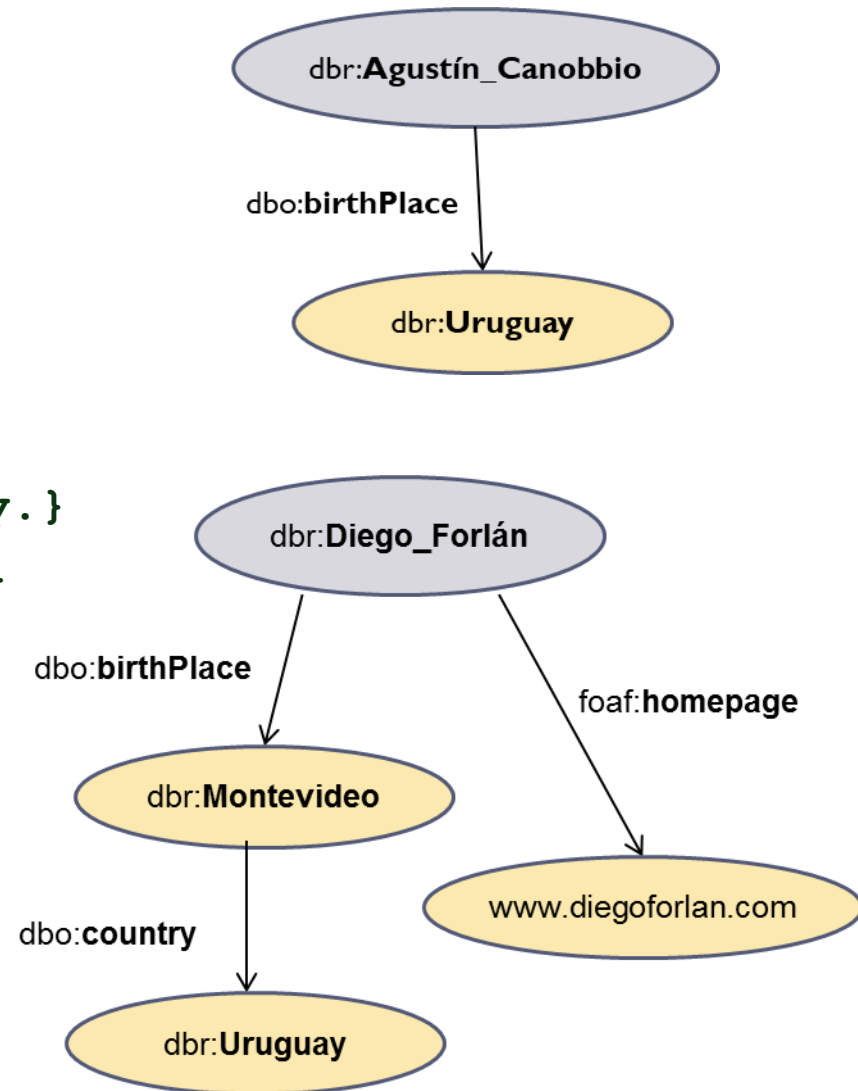 dbr:Agustín_Canobbio
dbo:birthPlace
dbr:Uruguay
.}
dbr:Diego_Forlán
dbo:birthPlace
foaf:homepage
dbr:Montevideo
www.diegoforlan.com
dbo:country
dbr:Uruguay